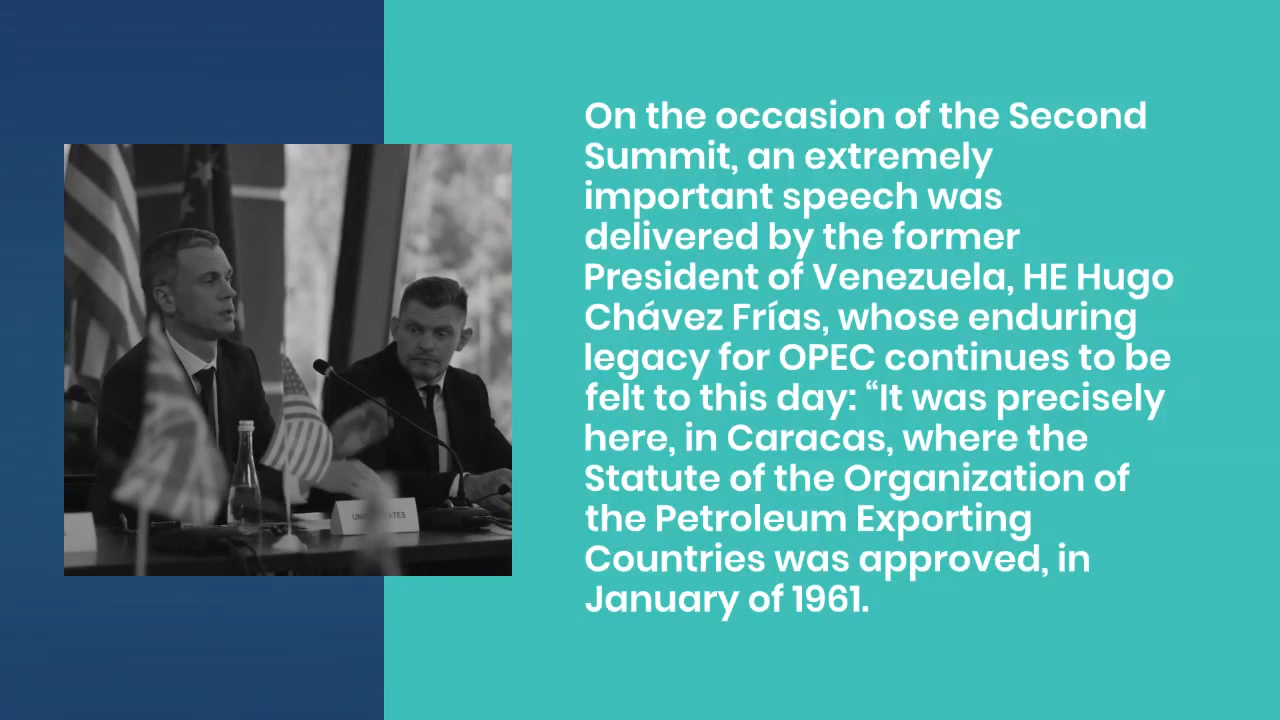 On the occasion of the Second
Summit, an extremely
important speech was
delivered by the former
President of Venezuela, HE Hugo
Chávez Frías, whose enduring
legacy for OPEC continues to be
felt to this day: “It was precisely
here, in Caracas, where the
Statute of the Organization of
the Petroleum Exporting
Countries was approved, in
January of 1961.